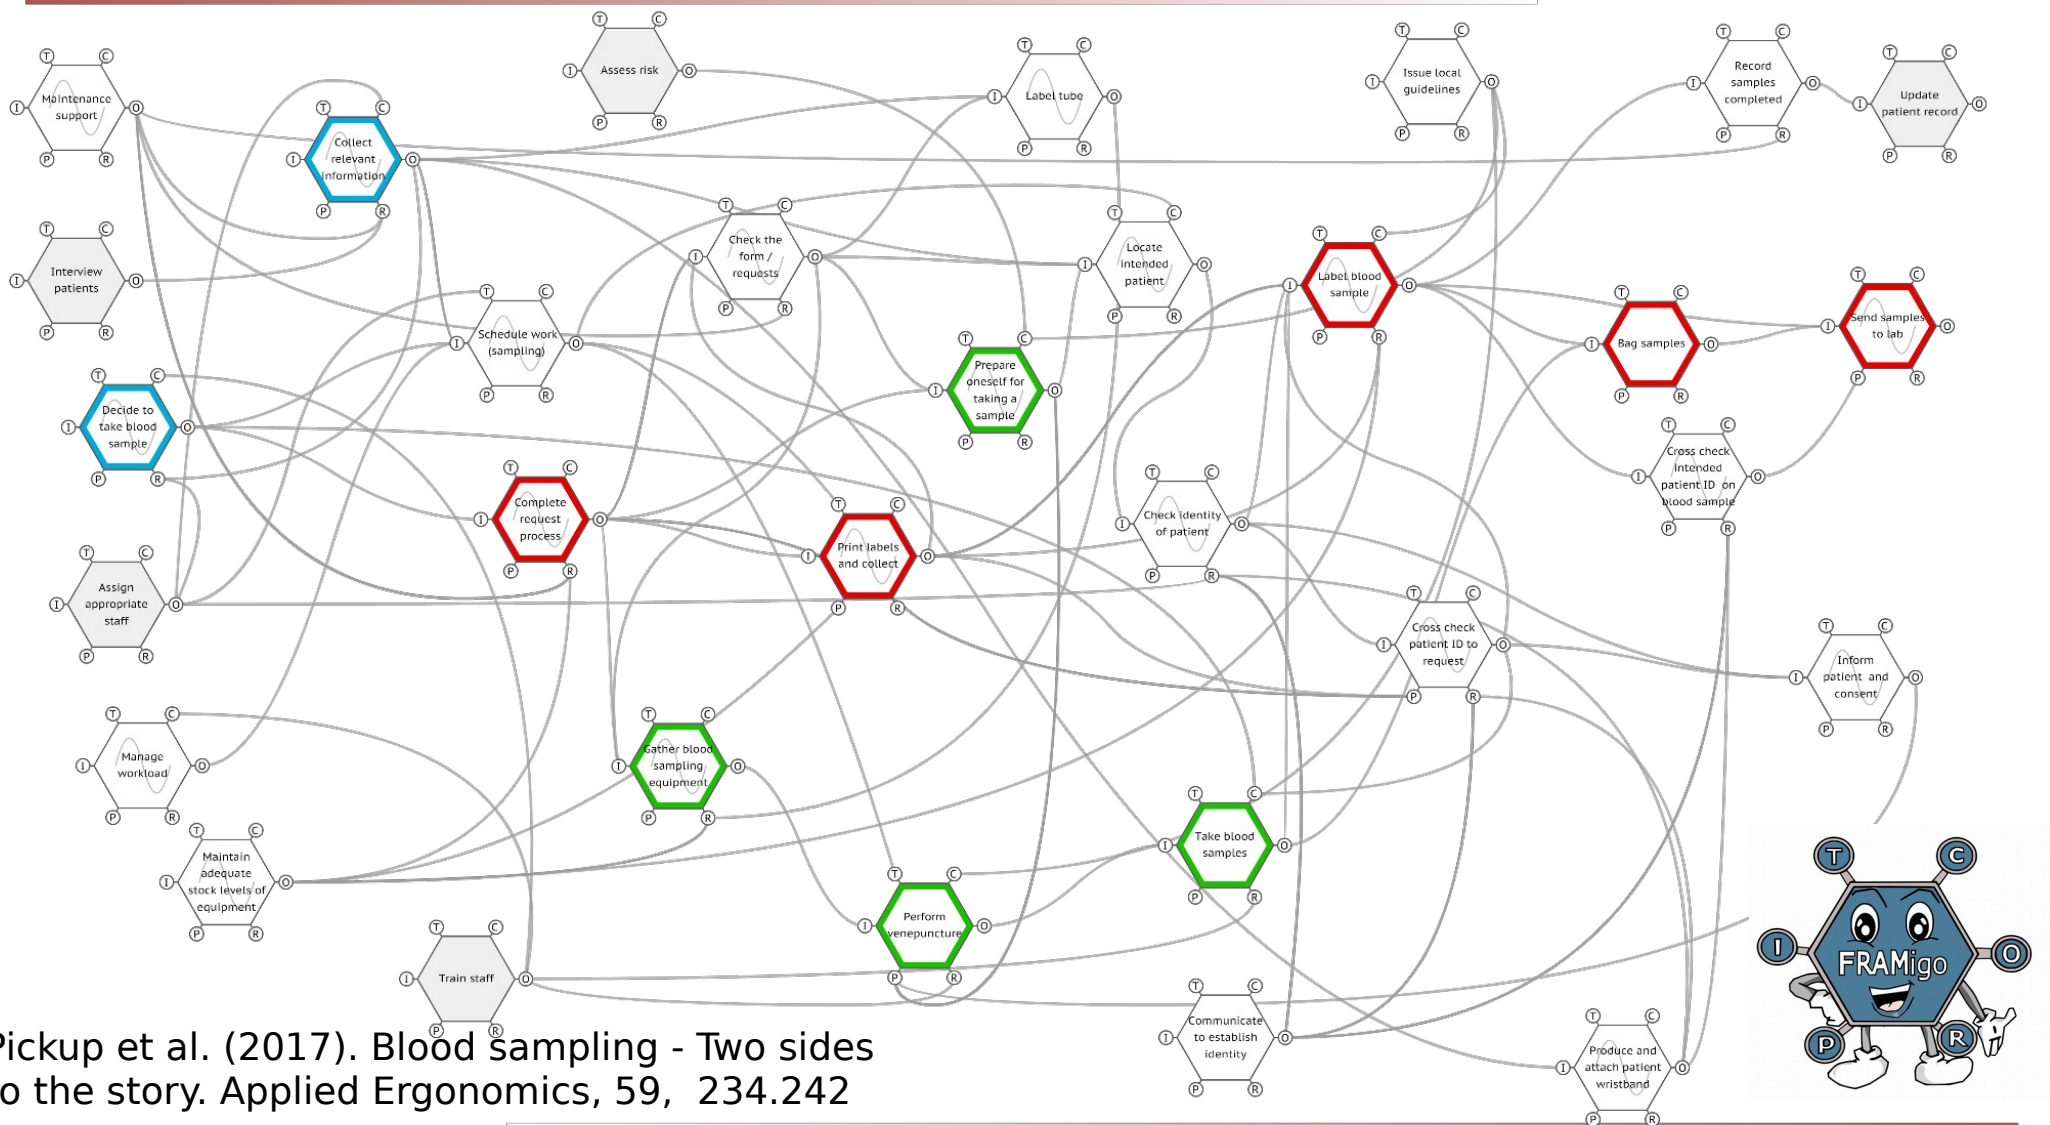 Assess risk
Maintenance
support
Collect
relevant
information
Label tube
Issue local
guidelines
Record
samples
completed
Update
patient record
Interview
patients
Check the
form /
requests
Locate
intended
patient
Label blood
sample
Schedule work
(sampling)
Bag samples
Send samples
to lab
Decide to
take blood
sample
Prepare
oneself for
taking a
sample
Complete
request
process
Print labels
and collect
Check identity
of patient
Cross check
intended
patient ID on
blood sample
Assign
appropriate
staff
Cross check
patient ID to
request
Inform
patient and
consent
Manage
workload
Gather blood
sampling
equipment
Maintain
adequate
stock levels of
equipment
Take blood
samples
Perform
venepuncture
Train staff
Communicate
to establish
identity
Produce and
attach patient
wristband
T
C
I
O
P
R
FRAMigo
Pickup et al. (2017). Blood sampling - Two sides
o the story. Applied Ergonomics, 59, 234.242